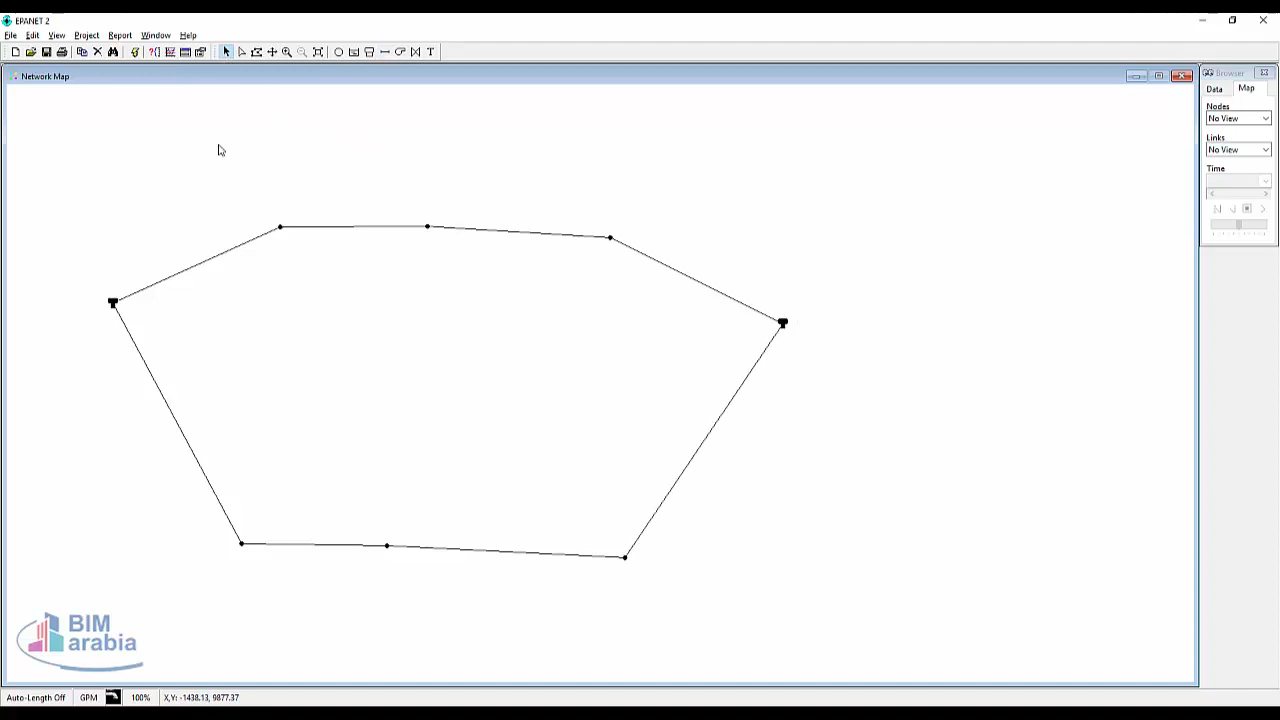 EPANET 2
File Edit View Project Report Window Help
T
Network Map
Browser
Data Map
Nodes
No View
Links
No View
Time
BIM
arabia
Auto-Length Off GPM 100% X,Y: -1438.13, 9877.37